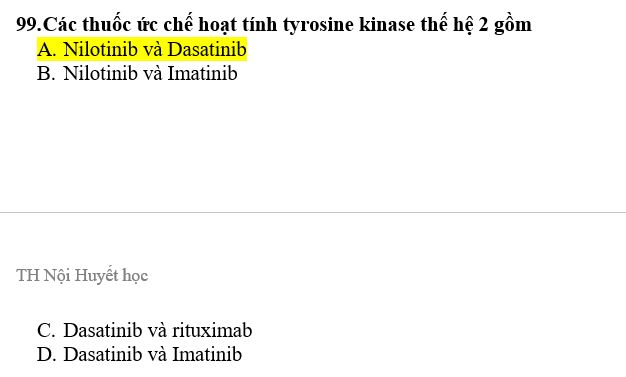 99.Các thuốc ức chế hoạt tính tyrosine kinase thế hệ 2 gồm
A. Nilotinib và Dasatinib
B. Nilotinib và Imatinib
TH Nội Huyết học
C. Dasatinib và rituximab
D. Dasatinib và Imatinib